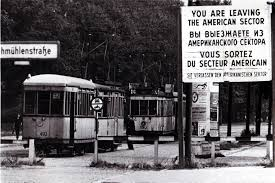 hmühlenstraße
YOU ARE LEAVING
THE AMERICAN SECTOR
ВЫ ВЫЕЗЖАЕТЕ ИЗ
АМЕРИКАНСКОГО СЕКТОРА
VOUS SORTEZ
DU SECTEUR AMÉRICAIN
SIE VERLASSEN DEN AMERIKANISCHEN SEKTOR